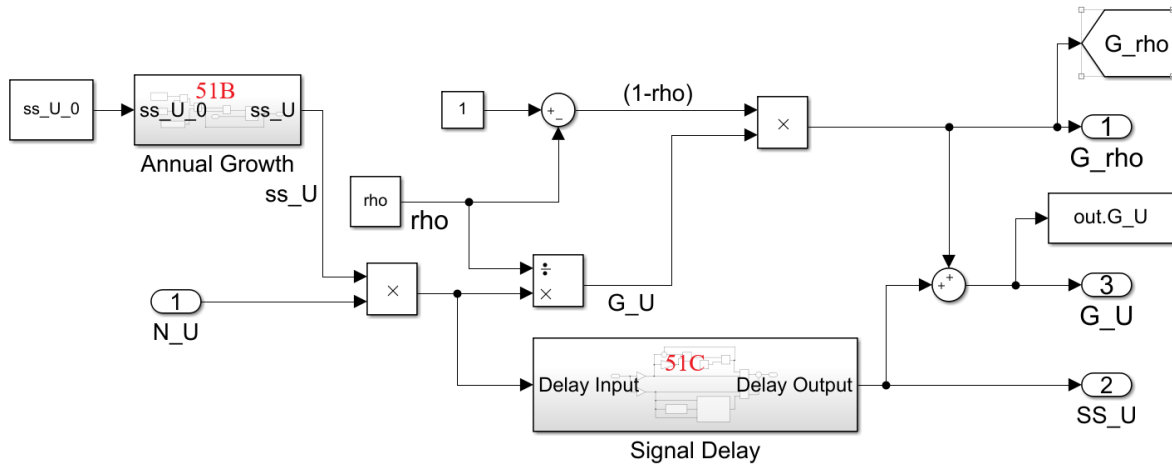 G_rho
ss_U_0
51B
ss_U_0
ss_U
Annual Growth
ss_U
1
+
−
(1-rho)
×
1
G_rho
rho
rho
out.G_U
÷
×
G_U
×
1
N_U
+
+
3
G_U
51C
Delay Input
Delay Output
Signal Delay
2
SS_U